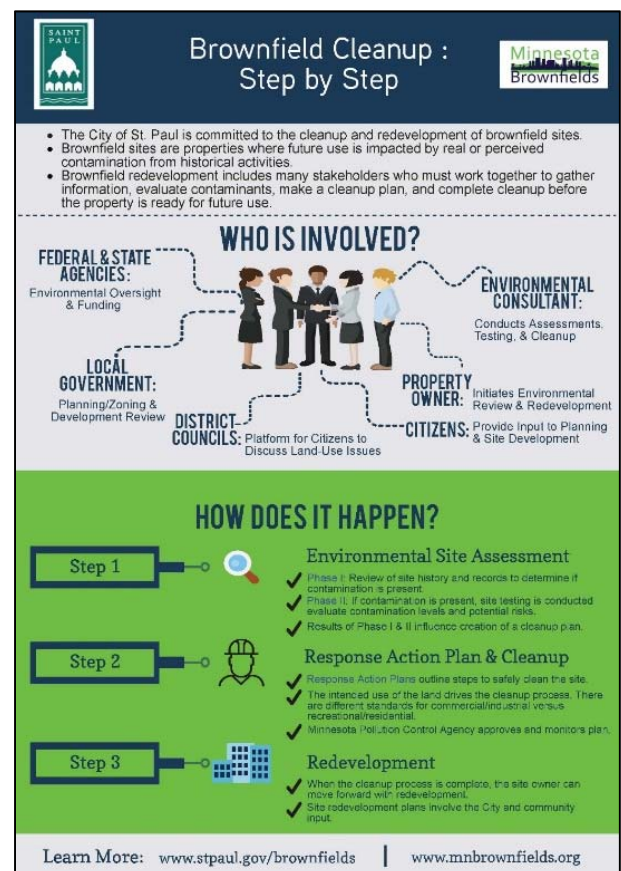 SAINT
PAUL
Brownfield Cleanup :
Step by Step
Minnesota
Brownfields
• The City of St. Paul is committed to the cleanup and redevelopment of brownfield sites.
• Brownfield sites are properties where future use is impacted by real or perceived
contamination from historical activities.
• Brownfield redevelopment includes many stakeholders who must work together to gather
information, evaluate contaminants, make a cleanup plan, and complete cleanup before
the property is ready for future use.
WHO IS INVOLVED?
FEDERAL & STATE
AGENCIES:
Environmental Oversight
& Funding
ENVIRONMENTAL
CONSULTANT:
Conducts Assessments,
Testing, & Cleanup
LOCAL
GOVERNMENT:
Planning/Zoning &
Development Review
PROPERTY
OWNER: Initiates Environmental
Review & Redevelopment
DISTRICT
COUNCILS: Platform for Citizens to
Discuss Land-Use Issues
CITIZENS: Provide Input to Planning
& Site Development
HOW DOES IT HAPPEN?
Step 1
Environmental Site Assessment
Phase I: Review of site history and records to determine if
contamination is present.
Phase II: If contamination is present, site testing is conducted
evaluate contamination levels and potential risks.
Results of Phase I & II influence creation of a cleanup plan.
Step 2
Response Action Plan & Cleanup
Response Action Plans outline steps to safely clean the site.
The intended use of the land drives the cleanup process. There
are different standards for commercial/industrial versus
recreational/residential.
Minnesota Pollution Control Agency approves and monitors plan.
Step 3
Redevelopment
When the cleanup process is complete, the site owner can
move forward with redevelopment.
Site redevelopment plans involve the City and community
input.
Learn More: www.stpaul.gov/brownfields | www.mnbrownfields.org